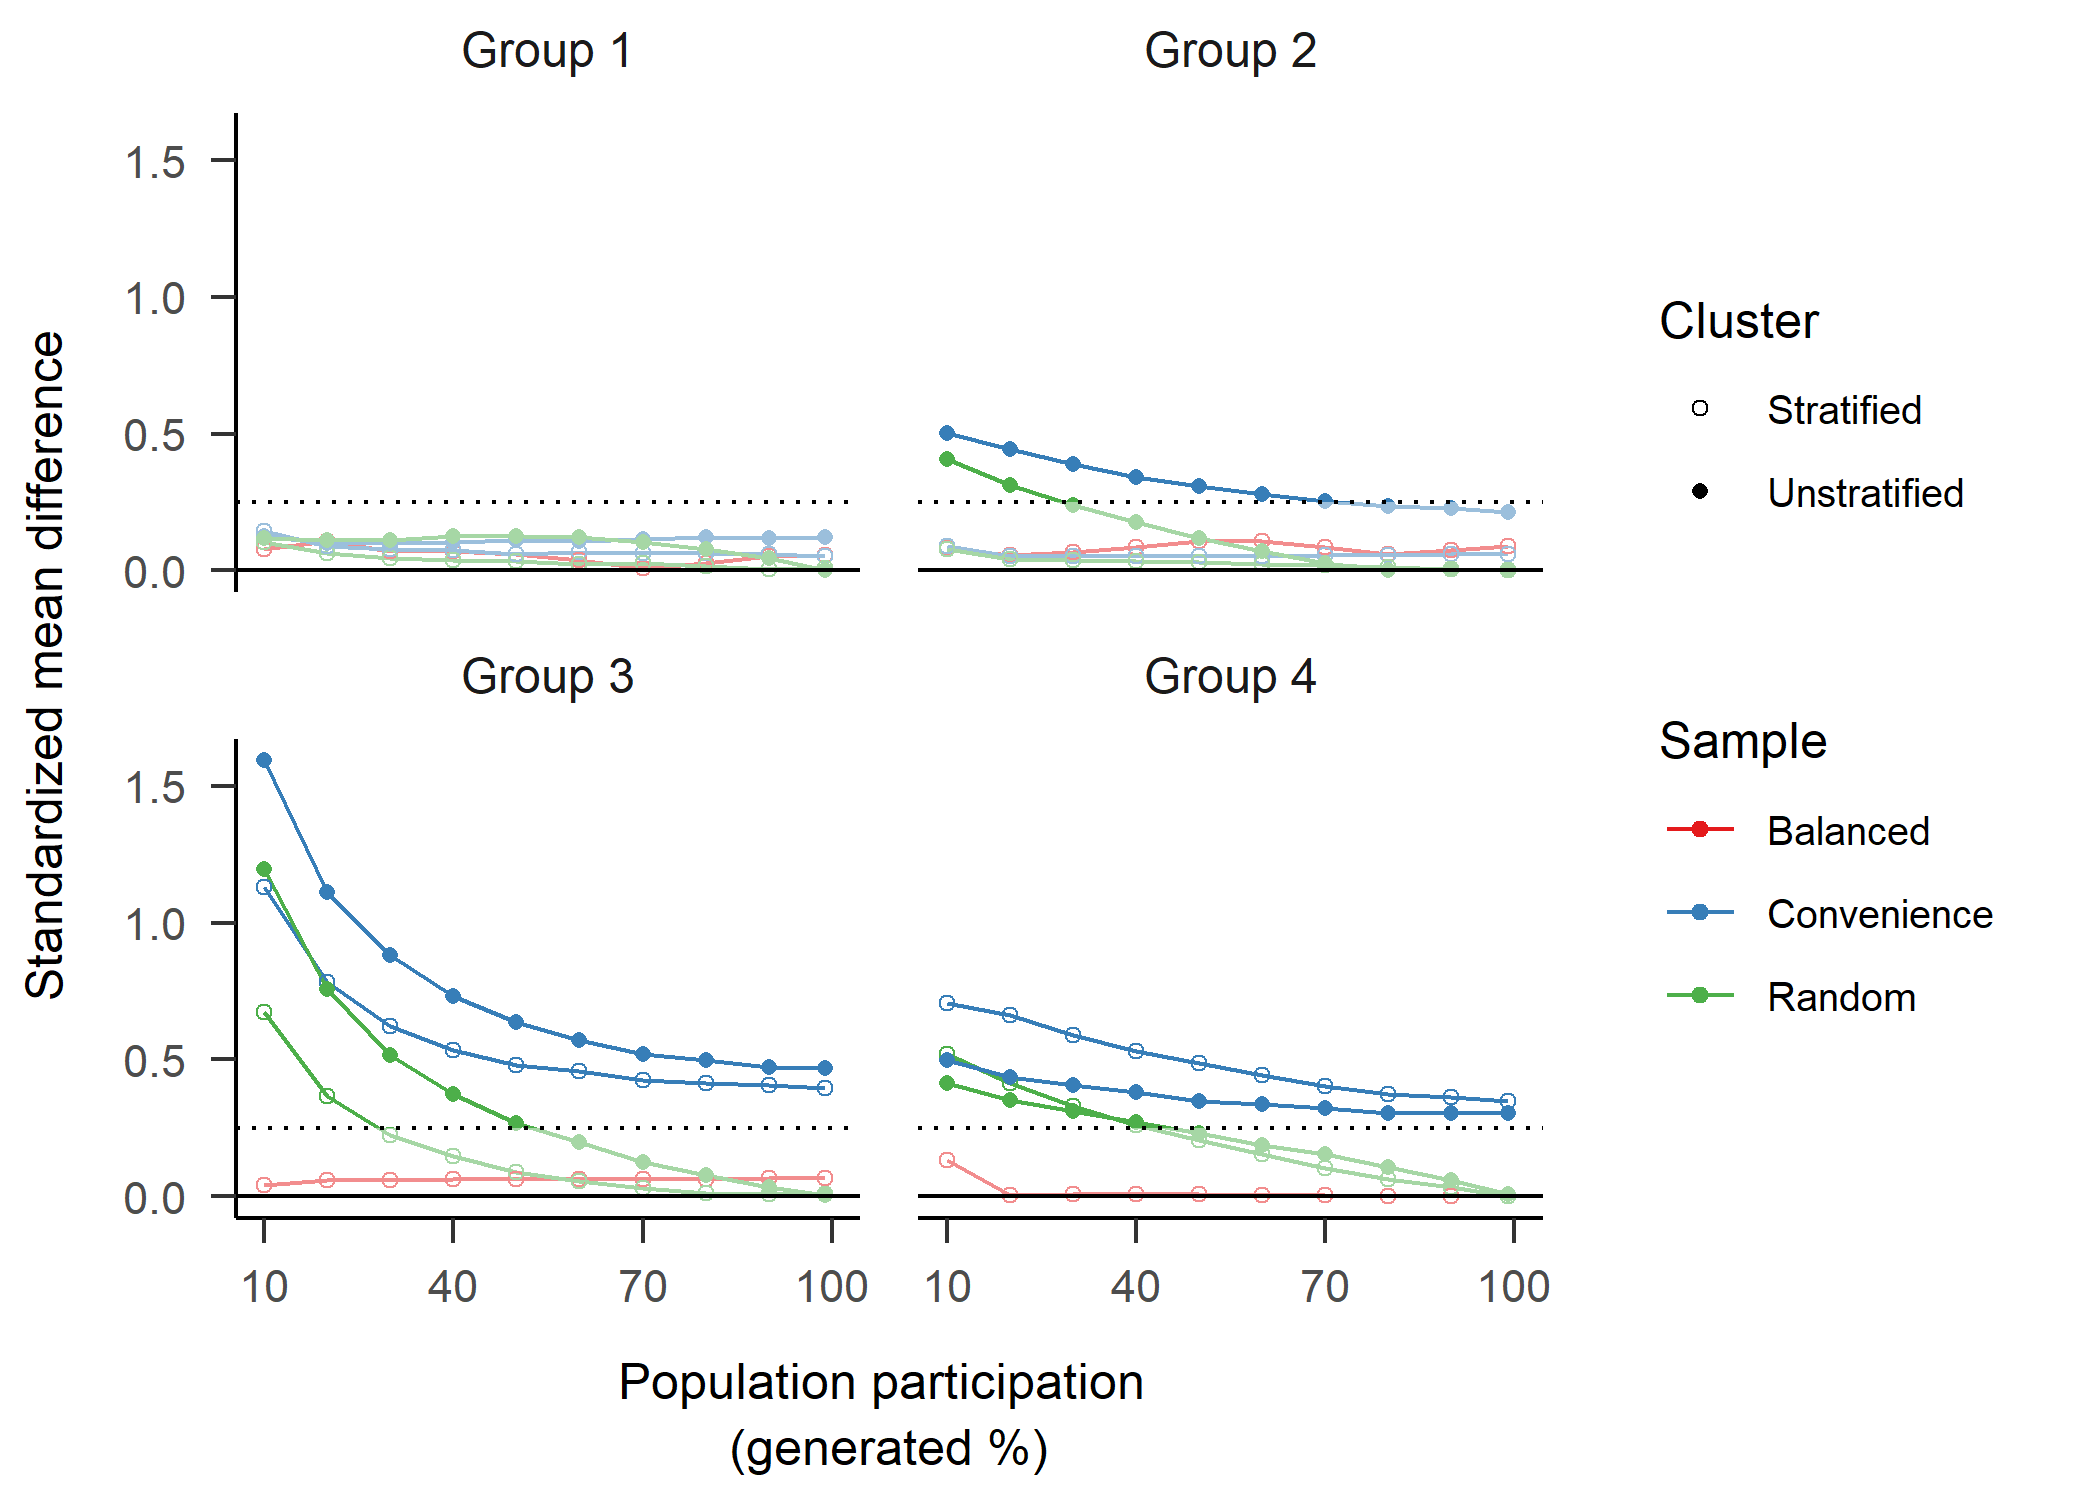 Group 1
Group 2
1.5
1.0
0.5
0.0
Standardized mean difference
Group 3
Group 4
1.5
1.0
0.5
0.0
10 40 70 100
10 40 70 100
Population participation
(generated %)
Cluster
Stratified
Unstratified
Sample
Balanced
Convenience
Random